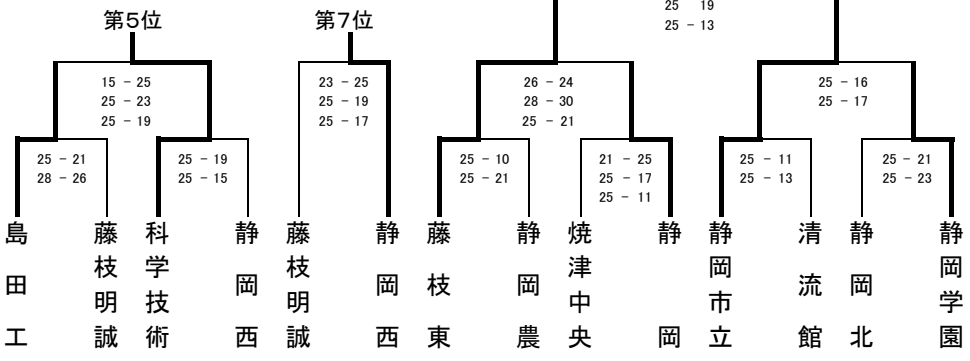 25 19
25 - 13
第5位
第7位
15 - 25
25 - 23
25 - 19
23 - 25
25 - 19
25 - 17
26 - 24
28 - 30
25 - 21
25 - 16
25 - 17
25 - 21
28 - 26
25 - 19
25 - 15
25 - 10
25 - 21
21 - 25
25 - 17
25 - 11
25 - 11
25 - 13
25 - 21
25 - 23
島田工
藤枝明誠
科学技術
静岡西
藤枝明誠
静岡西
藤枝東
静岡農
焼津中央
静岡
静岡市立
清流館
静岡北
静岡学園